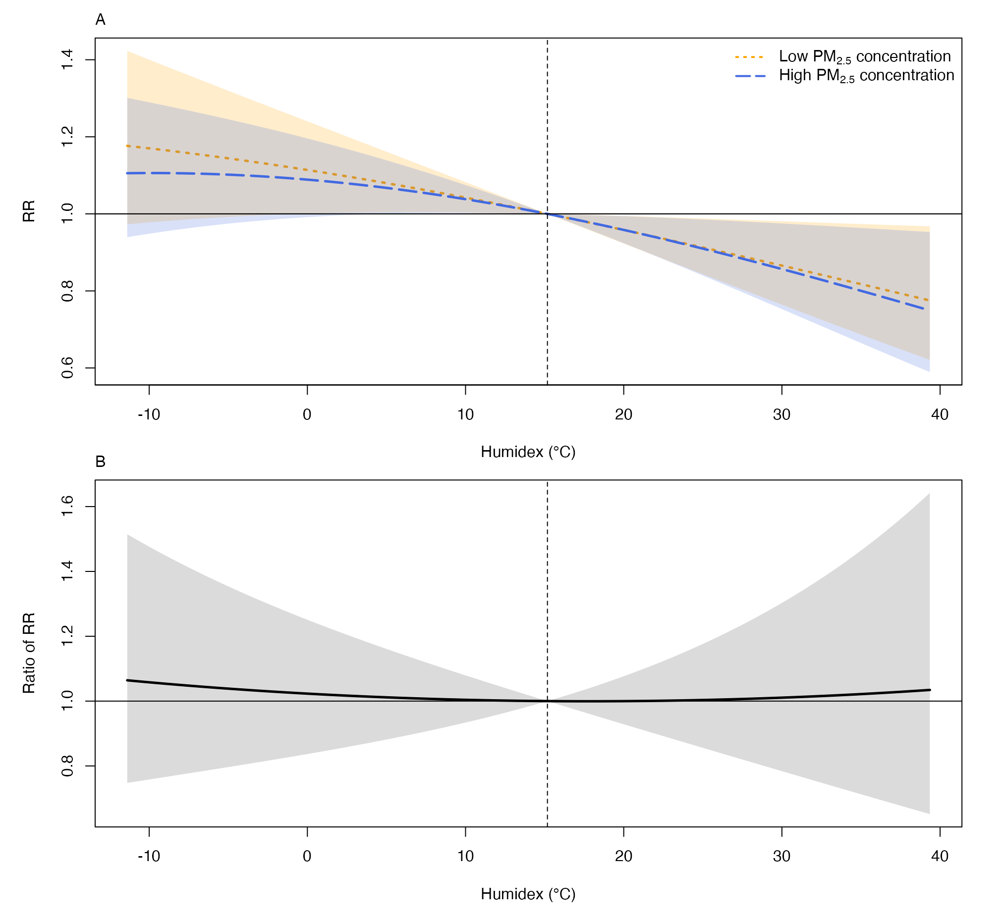 A
Low PM2.5 concentration
High PM2.5 concentration
RR
1.4
1.2
1.0
0.8
0.6
-10 0 10 20 30 40
Humidex (°C)
B
Ratio of RR
1.6
1.4
1.2
1.0
0.8
-10 0 10 20 30 40
Humidex (°C)